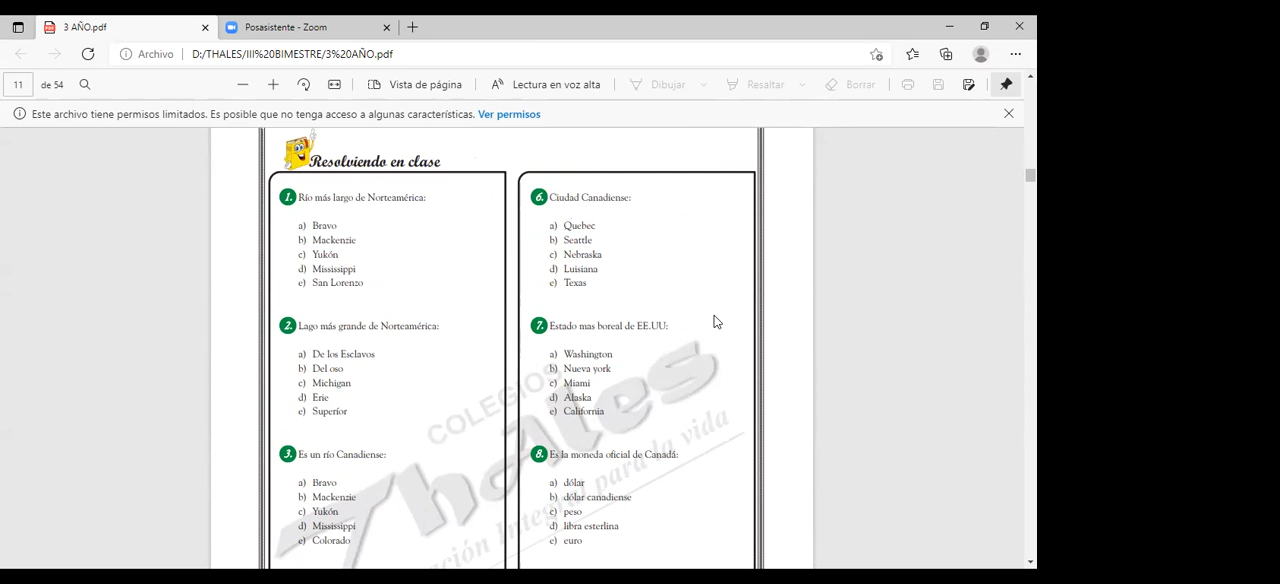 3 AÑO.pdf
Posasistente - Zoom
Archivo D:/THALES/III%20BIMESTRE/3%20AÑO.pdf
11 de 54
Vista de página
Lectura en voz alta
Dibujar
Resaltar
Borrar
Este archivo tiene permisos limitados. Es posible que no tenga acceso a algunas características. Ver permisos
Resolviendo en clase
1. Río más largo de Norteamérica:
a) Bravo
b) Mackenzie
c) Yukón
d) Mississippi
e) San Lorenzo
2. Lago más grande de Norteamérica:
a) De los Esclavos
b) Del oso
c) Michigan
d) Erie
e) Superíor
3. Es un río Canadiense:
a) Bravo
b) Mackenzie
c) Yukón
d) Mississippi
e) Colorado
6. Ciudad Canadiense:
a) Quebec
b) Seattle
c) Nebraska
d) Luisiana
e) Texas
7. Estado mas boreal de EE.UU:
a) Washington
b) Nueva york
c) Miami
d) Alaska
e) California
8. Es la moneda oficial de Canadá:
a) dólar
b) dólar canadiense
c) peso
d) libra esterlina
e) euro
COLEGIOS
Thales
ación Integra para la vida